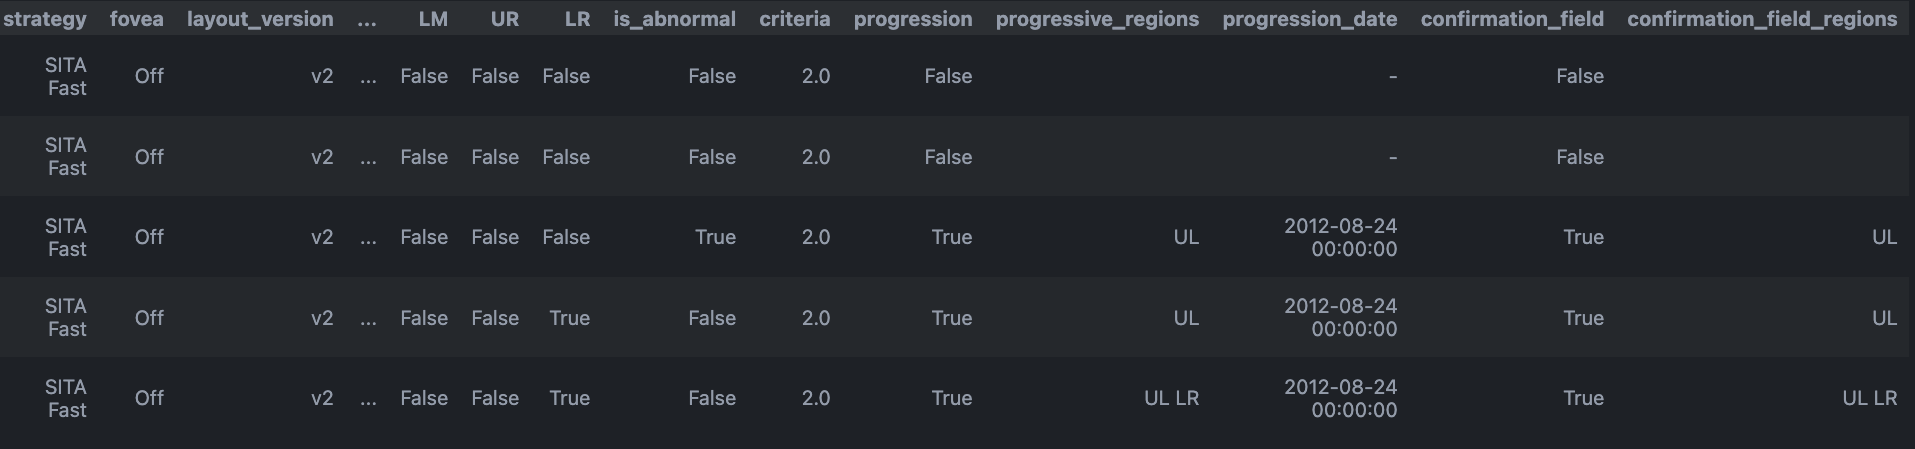 strategy fovea layout_version ... LM UR LR is_abnormal criteria progression progressive_regions progression_date confirmation_field confirmation_field_regions
SITA Fast Off v2 ... False False False False 2.0 False - False
SITA Fast Off v2 ... False False False False 2.0 False - False
SITA Fast Off v2 ... False False False True 2.0 True UL 2012-08-24 00:00:00 True UL
SITA Fast Off v2 ... False False True False 2.0 True UL 2012-08-24 00:00:00 True UL
SITA Fast Off v2 ... False False True False 2.0 True UL LR 2012-08-24 00:00:00 True UL LR